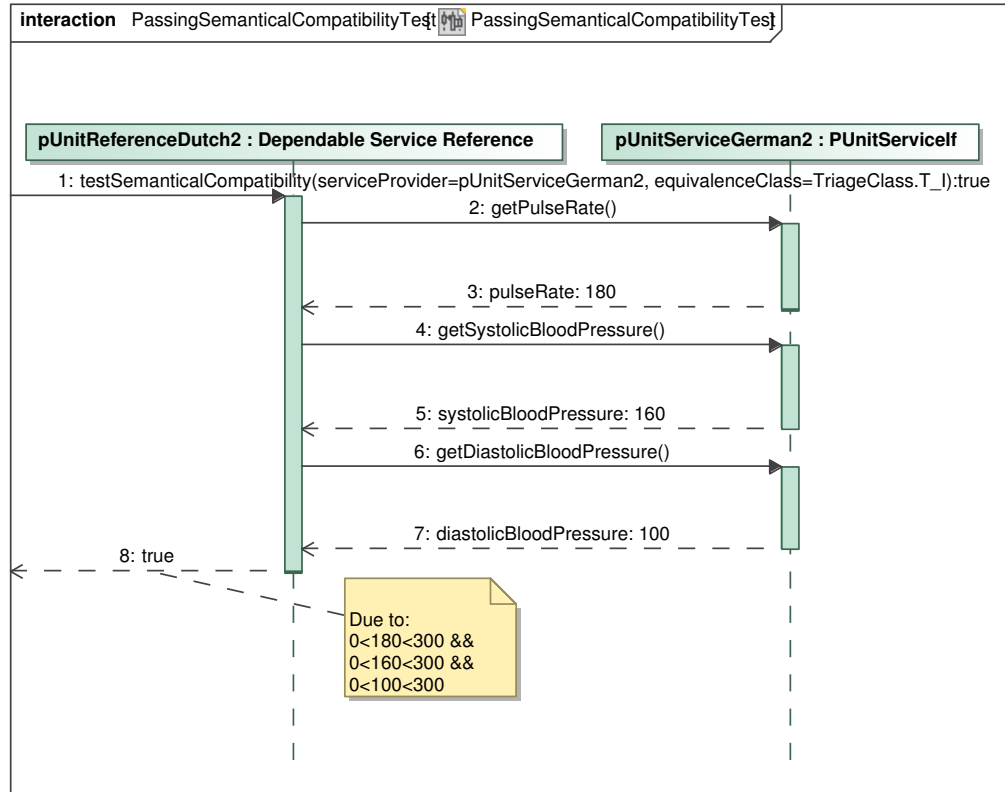 interaction PassingSemanticalCompatibilityTest[ PassingSemanticalCompatibilityTest]
pUnitReferenceDutch2 : Dependable Service Reference
pUnitServiceGerman2 : PUnitServiceIf
1: testSemanticalCompatibility(serviceProvider=pUnitServiceGerman2, equivalenceClass=TriageClass.T_I):true
2: getPulseRate()
3: pulseRate: 180
4: getSystolicBloodPressure()
5: systolicBloodPressure: 160
6: getDiastolicBloodPressure()
7: diastolicBloodPressure: 100
8: true
Due to:
0<180<300 &&
0<160<300 &&
0<100<300